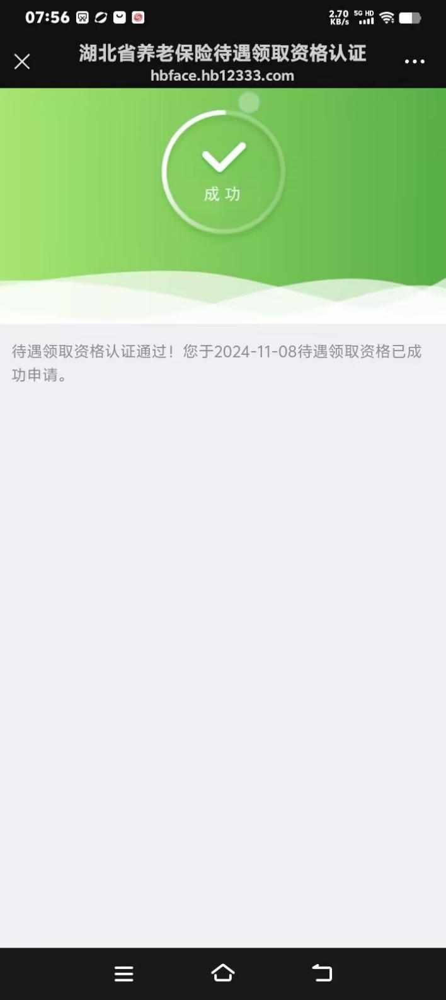 07:56
2.70 KB/s 5G HD
湖北省养老保险待遇领取资格认证
hbface.hb12333.com
成功
待遇领取资格认证通过！您于2024-11-08待遇领取资格已成
功申请。